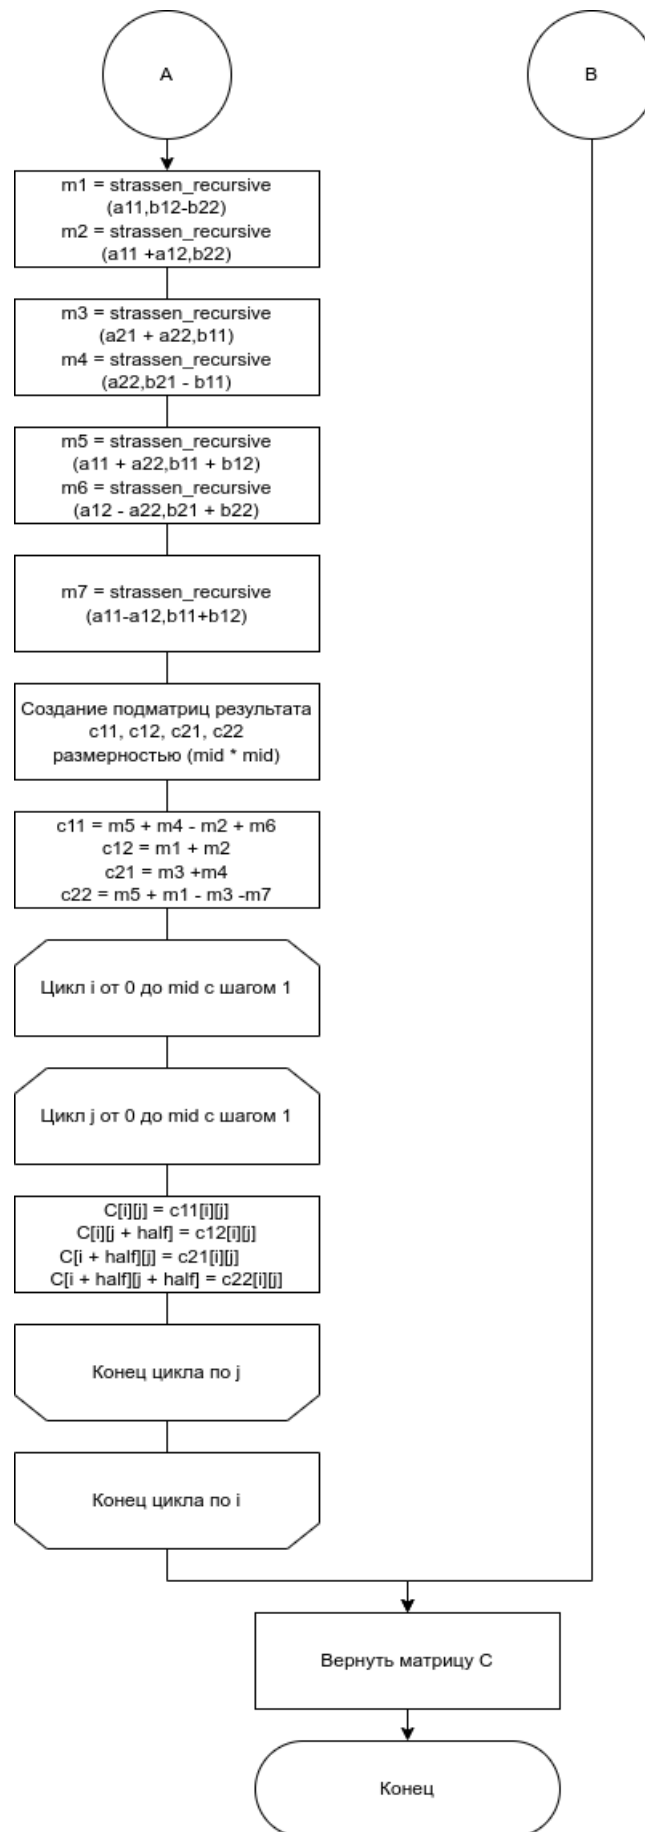 A
B
m1 = strassen_recursive
(a11,b12-b22)
m2 = strassen_recursive
(a11 +a12,b22)
m3 = strassen_recursive
(a21 + a22,b11)
m4 = strassen_recursive
(a22,b21 - b11)
m5 = strassen_recursive
(a11 + a22,b11 + b12)
m6 = strassen_recursive
(a12 - a22,b21 + b22)
m7 = strassen_recursive
(a11-a12,b11+b12)
Создание подматриц результата
c11, c12, c21, c22
размерностью (mid * mid)
c11 = m5 + m4 - m2 + m6
c12 = m1 + m2
c21 = m3 +m4
c22 = m5 + m1 - m3 -m7
Цикл i от 0 до mid с шагом 1
Цикл j от 0 до mid с шагом 1
C[i][j] = c11[i][j]
C[i][j + half] = c12[i][j]
C[i + half][j] = c21[i][j]
C[i + half][j + half] = c22[i][j]
Конец цикла по j
Конец цикла по i
Вернуть матрицу C
Конец